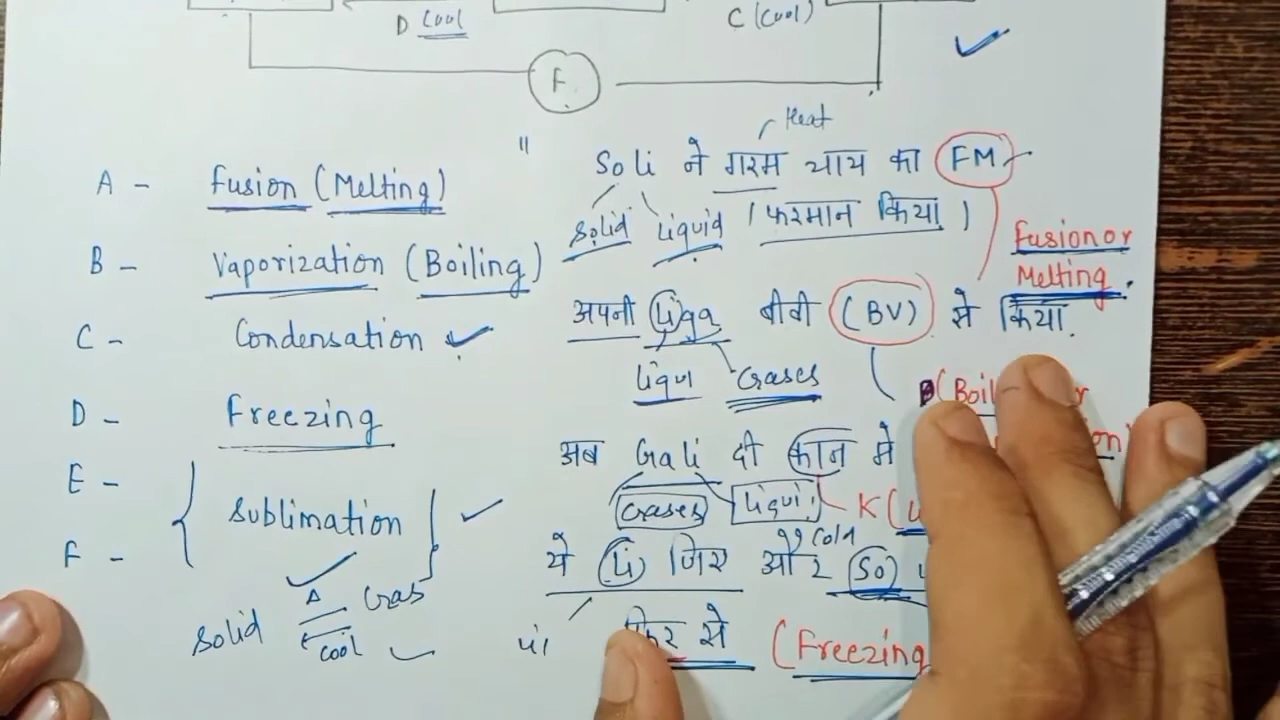 D Cool
C (Cool)
F
A - Fusion (Melting)
B - Vaporization (Boiling)
C - Condensation
D - Freezing
E -
Sublimation
F -
Solid Gas
Cool
Heat
"
Soli ने गरम चाय का FM
Solid Liquid (फरमान किया)
Fusion or
Melting.
अपनी Liga बीवी (BV) से किया.
Liqui Gases
अब Gali दी कान में
Gases Liqui K(
Cold
ये Li जिर और So
से (Freezing